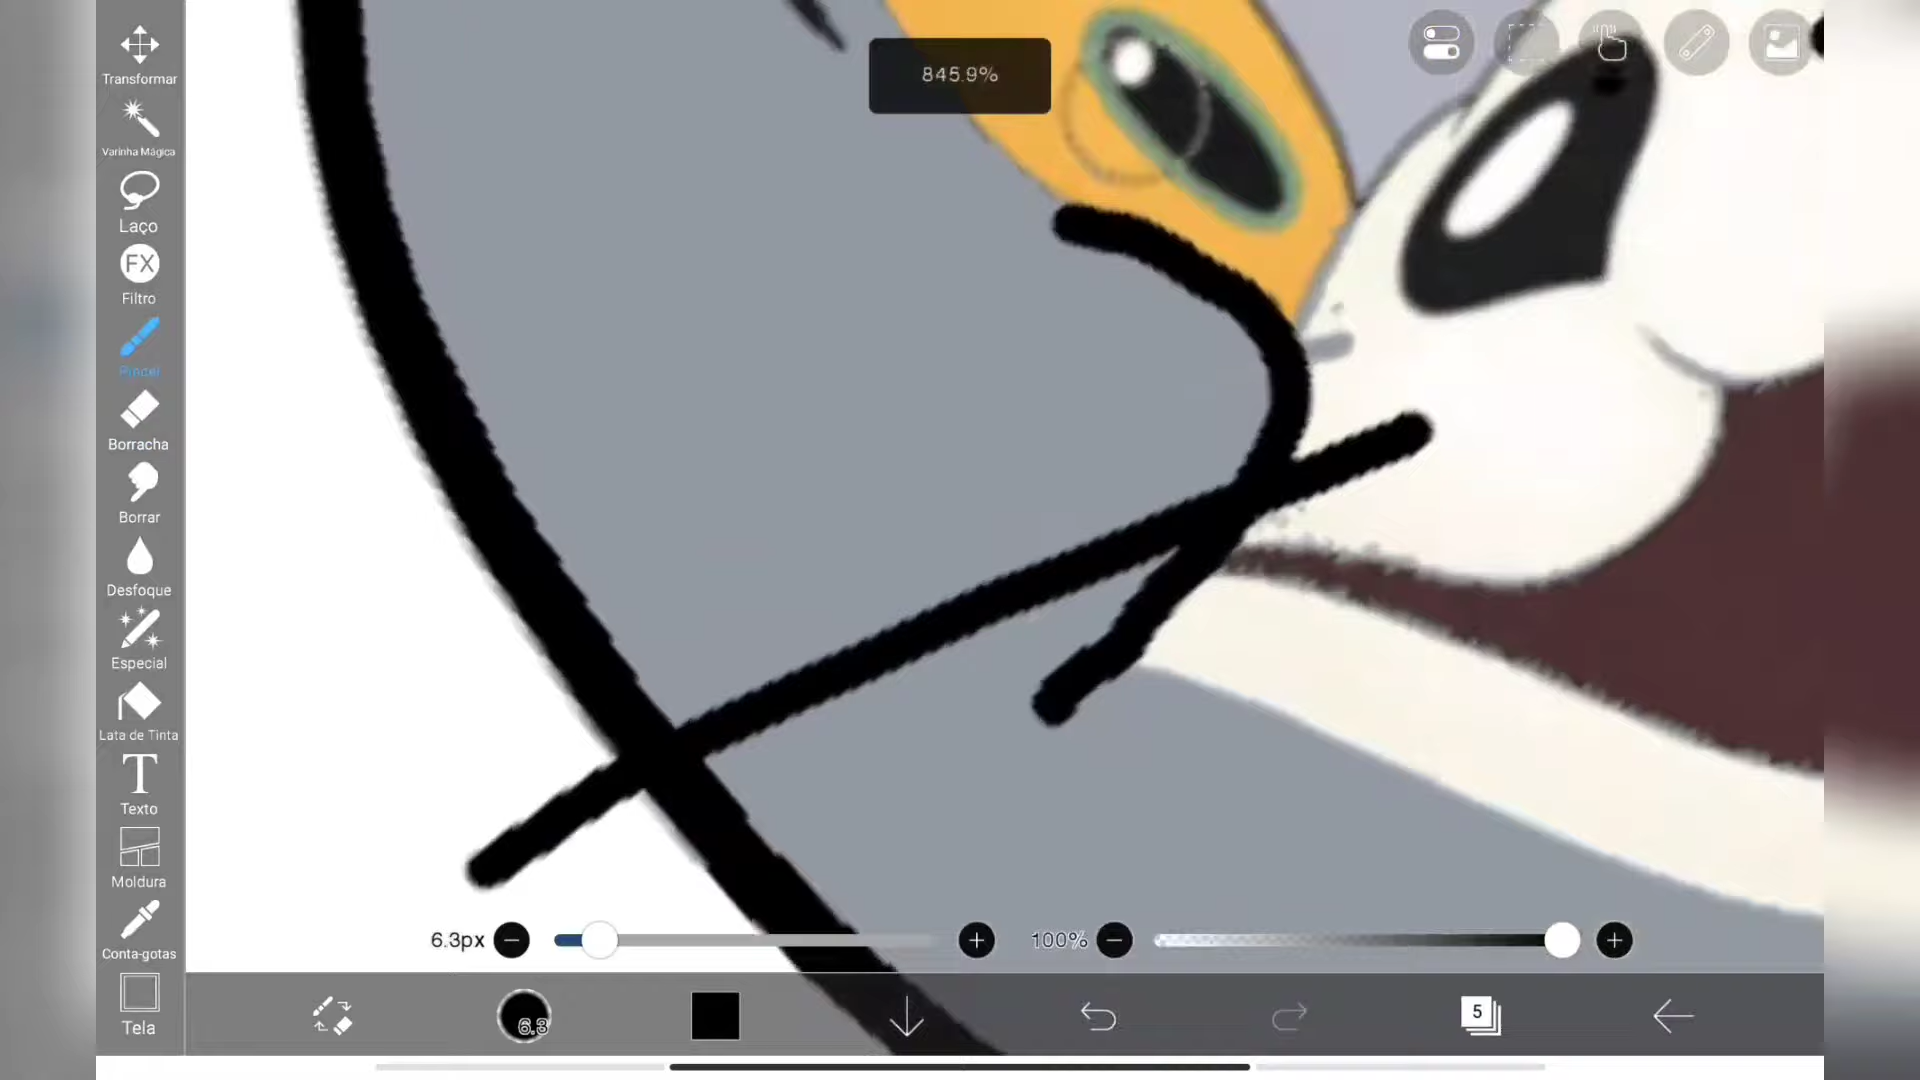 845.9%
Transformar
Varinha Mágica
Laço
FX
Filtro
Pincel
Borracha
Borrar
Desfoque
Especial
Lata de Tinta
T
Texto
Moldura
Conta-gotas
Tela
6.3px
100%
6.3
5